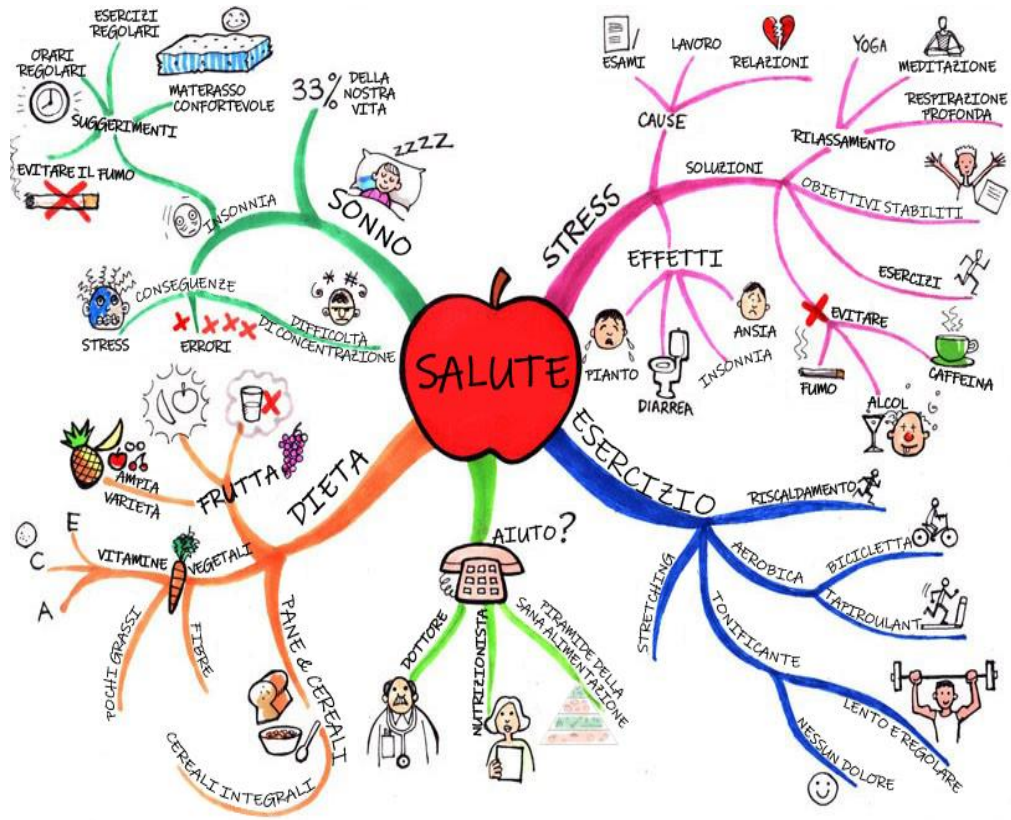 SALUTE
SONNO
33%
DELLA
NOSTRA
VITA
zzzz
INSONNIA
SUGGERIMENTI
ORARI
REGOLARI
ESERCIZI
REGOLARI
MATERASSO
CONFORTEVOLE
EVITARE IL FUMO
CONSEGUENZE
STRESS
ERRORI
DIFFICOLTÀ
DI CONCENTRAZIONE
* #
STRESS
CAUSE
ESAMI
LAVORO
RELAZIONI
SOLUZIONI
RILASSAMENTO
YOGA
MEDITAZIONE
RESPIRAZIONE
PROFONDA
OBIETTIVI STABILITI
ESERCIZI
EVITARE
FUMO
ALCOL
CAFFEINA
EFFETTI
PIANTO
DIARREA
INSONNIA
ANSIA
ESERCIZIO
RISCALDAMENTO
AEROBICA
BICICLETTA
TAPIROULANT
TONIFICANTE
LENTO E REGOLARE
NESSUN DOLORE
STRETCHING
AIUTO?
DOTTORE
NUTRIZIONISTA
PIRAMIDE DELLA
SANA ALIMENTAZIONE
DIETA
FRUTTA
AMPIA
VARIETÀ
VEGETALI
VITAMINE
E
C
A
POCHI GRASSI
FIBRE
PANE & CEREALI
CEREALI INTEGRALI